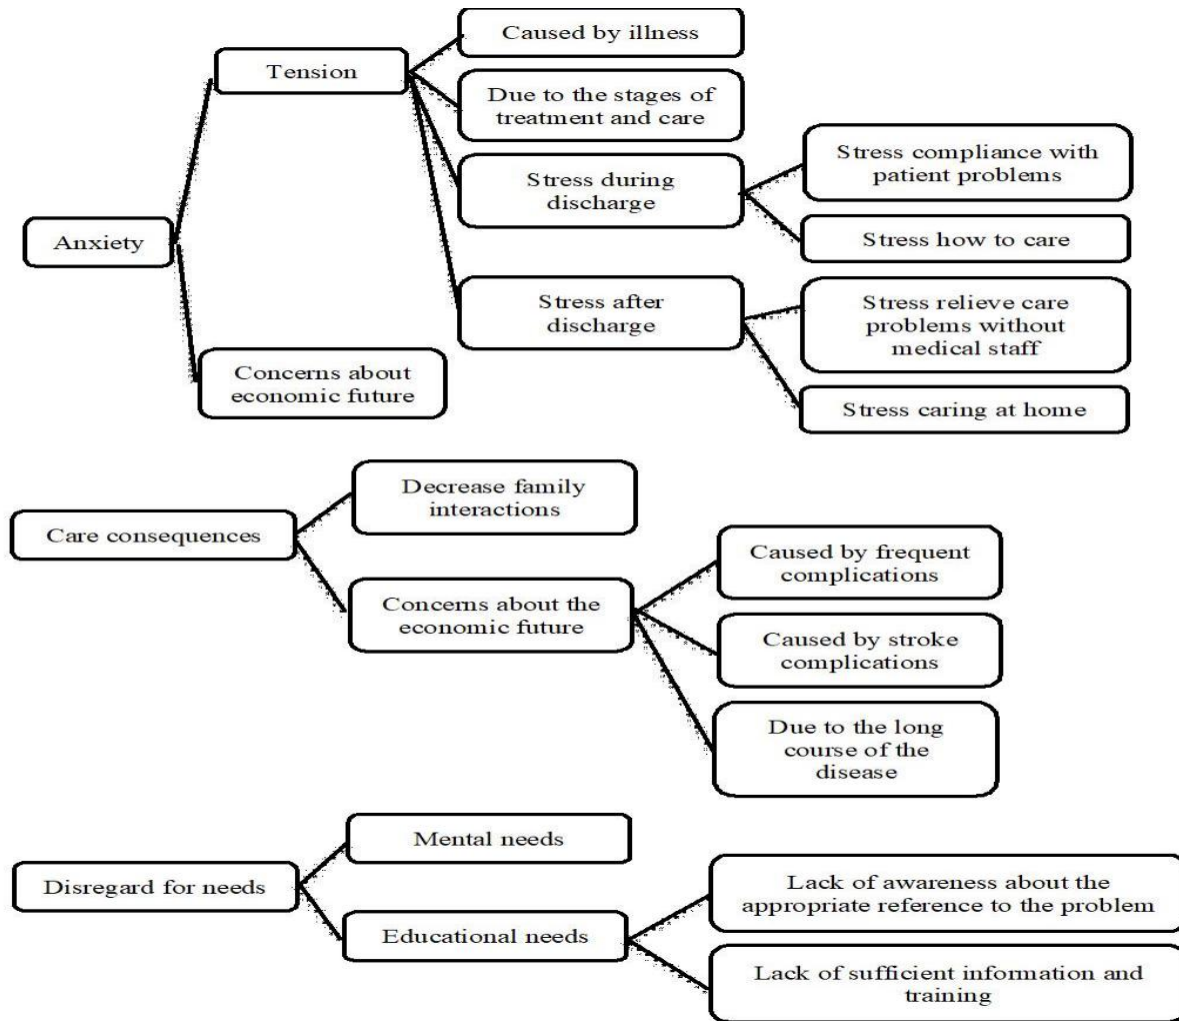 Caused by illness
Tension
Due to the stages of
treatment and care
Stress compliance with
patient problems
Stress during
discharge
Anxiety
Stress how to care
Stress after
discharge
Stress relieve care
problems without
medical staff
Concerns about
economic future
Stress caring at home
Decrease family
interactions
Care consequences
Caused by frequent
complications
Concerns about the
economic future
Caused by stroke
complications
Due to the long
course of the
disease
Mental needs
Disregard for needs
Lack of awareness about the
appropriate reference to the problem
Educational needs
Lack of sufficient information and
training